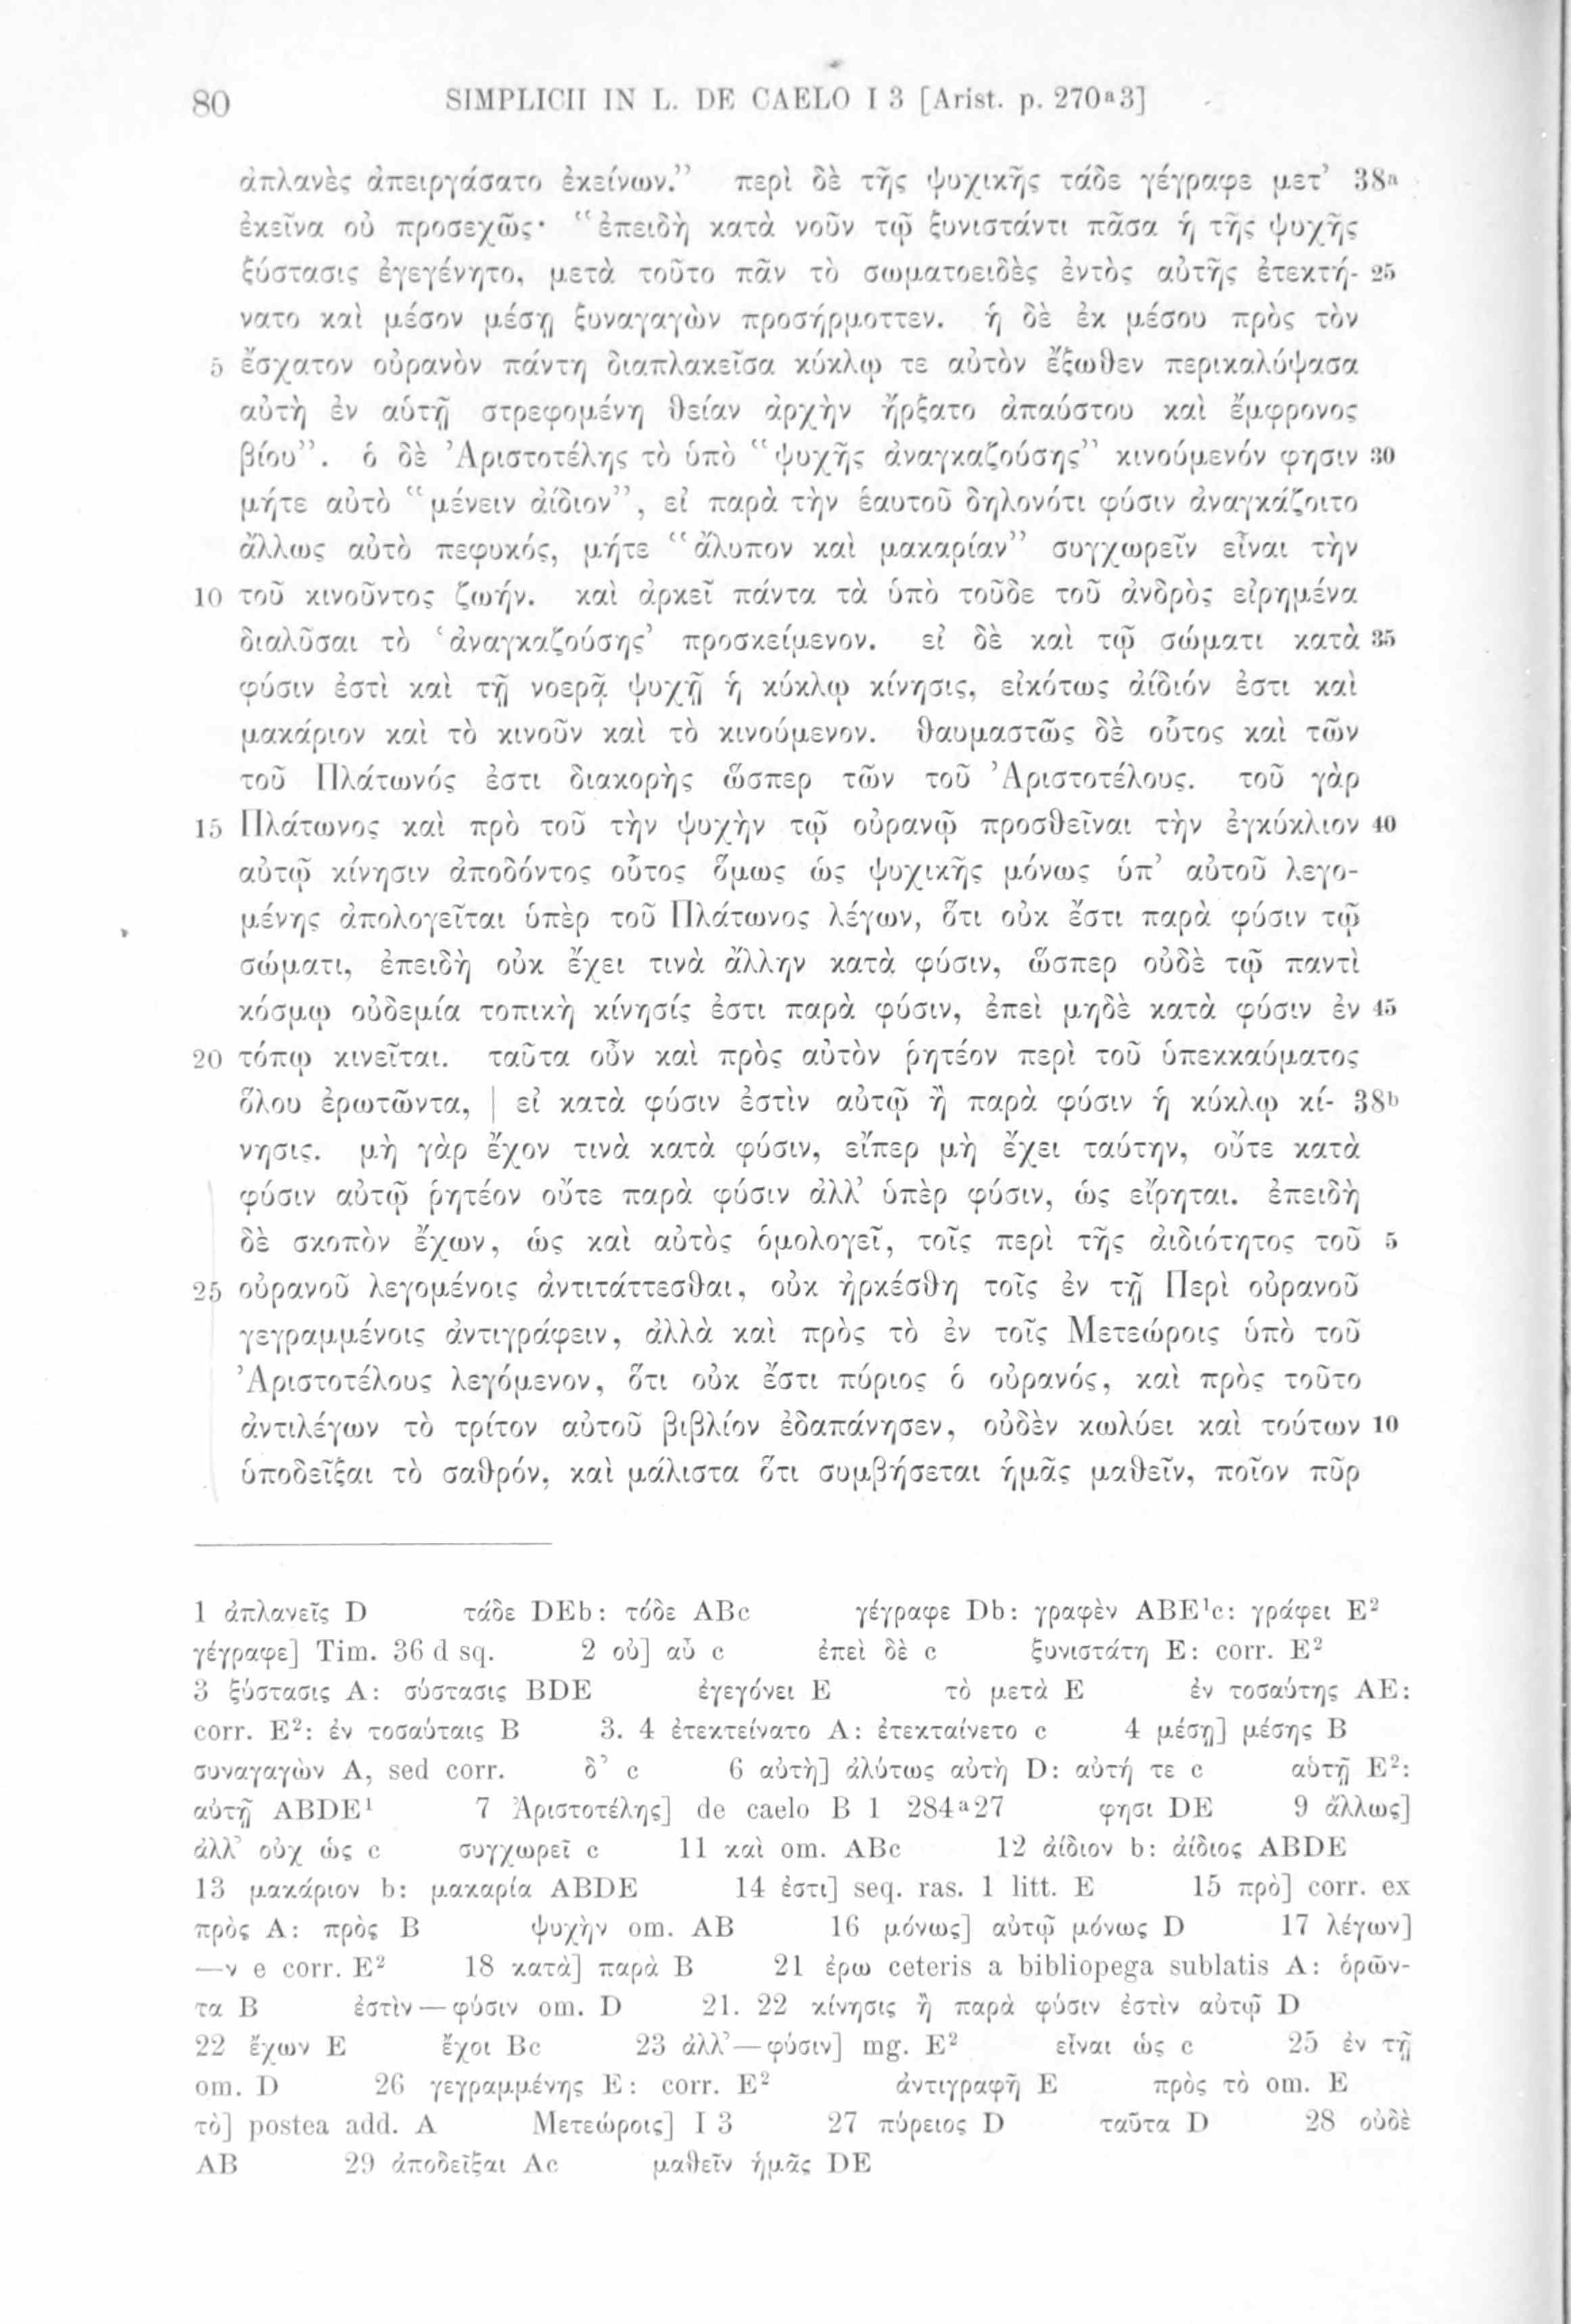 80 SIMPLICII IN L. DE CAELO I 3 [Arist. p. 270ᵃ3]
ἀπλανὲς ἀπειργάσατο ἐκείνων.” περὶ δὲ τῆς ψυχικῆς τάδε γέγραφε μετ’ 38ᵃ
ἐκεῖνα οὐ προσεχῶς· “ἐπειδὴ κατὰ νοῦν τῷ ξυνιστάντι πᾶσα ἡ τῆς ψυχῆς
ξύστασις ἐγεγένητο, μετὰ τοῦτο πᾶν τὸ σωματοειδὲς ἐντὸς αὐτῆς ἐτεκτή- 25
νατο καὶ μέσον μέσῃ ξυναγαγὼν προσήρμοττεν. ἡ δὲ ἐκ μέσου πρὸς τὸν
5 ἔσχατον οὐρανὸν πάντη διαπλακεῖσα κύκλῳ τε αὐτὸν ἔξωθεν περικαλύψασα
αὐτὴ ἐν αὑτῇ στρεφομένη θείαν ἀρχὴν ἤρξατο ἀπαύστου καὶ ἔμφρονος
βίου”. ὁ δὲ Ἀριστοτέλης τὸ ὑπὸ “ψυχῆς ἀναγκαζούσης” κινούμενόν φησιν 30
μήτε αὐτὸ “μένειν ἀίδιον”, εἰ παρὰ τὴν ἑαυτοῦ δηλονότι φύσιν ἀναγκάζοιτο
ἄλλως αὐτὸ πεφυκός, μήτε “ἄλυπον καὶ μακαρίαν” συγχωρεῖν εἶναι τὴν
10 τοῦ κινοῦντος ζωήν. καὶ ἀρκεῖ πάντα τὰ ὑπὸ τοῦδε τοῦ ἀνδρὸς εἰρημένα
διαλῦσαι τὸ ‘ἀναγκαζούσης’ προσκείμενον. εἰ δὲ καὶ τῷ σώματι κατὰ 35
φύσιν ἐστὶ καὶ τῇ νοερᾷ ψυχῇ ἡ κύκλῳ κίνησις, εἰκότως ἀίδιόν ἐστι καὶ
μακάριον καὶ τὸ κινοῦν καὶ τὸ κινούμενον. θαυμαστῶς δὲ οὗτος καὶ τῶν
τοῦ Πλάτωνός ἐστι διακορὴς ὥσπερ τῶν τοῦ Ἀριστοτέλους. τοῦ γὰρ
15 Πλάτωνος καὶ πρὸ τοῦ τὴν ψυχὴν τῷ οὐρανῷ προσθεῖναι τὴν ἐγκύκλιον 40
αὐτῷ κίνησιν ἀποδόντος οὗτος ὅμως ὡς ψυχικῆς μόνως ὑπ’ αὐτοῦ λεγο-
μένης ἀπολογεῖται ὑπὲρ τοῦ Πλάτωνος λέγων, ὅτι οὐκ ἔστι παρὰ φύσιν τῷ
σώματι, ἐπειδὴ οὐκ ἔχει τινὰ ἄλλην κατὰ φύσιν, ὥσπερ οὐδὲ τῷ παντὶ
κόσμῳ οὐδεμία τοπικὴ κίνησίς ἐστι παρὰ φύσιν, ἐπεὶ μηδὲ κατὰ φύσιν ἐν 45
20 τόπῳ κινεῖται. ταῦτα οὖν καὶ πρὸς αὐτὸν ῥητέον περὶ τοῦ ὑπεκκαύματος
ὅλου ἐρωτῶντα, | εἰ κατὰ φύσιν ἐστὶν αὐτῷ ἢ παρὰ φύσιν ἡ κύκλῳ κί- 38ᵇ
νησις. μὴ γὰρ ἔχον τινὰ κατὰ φύσιν, εἴπερ μὴ ἔχει ταύτην, οὔτε κατὰ
φύσιν αὐτῷ ῥητέον οὔτε παρὰ φύσιν ἀλλ’ ὑπὲρ φύσιν, ὡς εἴρηται. ἐπειδὴ
δὲ σκοπὸν ἔχων, ὡς καὶ αὐτὸς ὁμολογεῖ, τοῖς περὶ τῆς ἀιδιότητος τοῦ 5
25 οὐρανοῦ λεγομένοις ἀντιτάττεσθαι, οὐκ ἠρκέσθη τοῖς ἐν τῇ Περὶ οὐρανοῦ
γεγραμμένοις ἀντιγράφειν, ἀλλὰ καὶ πρὸς τὸ ἐν τοῖς Μετεώροις ὑπὸ τοῦ
Ἀριστοτέλους λεγόμενον, ὅτι οὐκ ἔστι πύριος ὁ οὐρανός, καὶ πρὸς τοῦτο
ἀντιλέγων τὸ τρίτον αὐτοῦ βιβλίον ἐδαπάνησεν, οὐδὲν κωλύει καὶ τούτων 10
ὑποδεῖξαι τὸ σαθρόν, καὶ μάλιστα ὅτι συμβήσεται ἡμᾶς μαθεῖν, ποῖον πῦρ
1 ἀπλανεῖς D τάδε DEb: τόδε ABc γέγραφε Db: γραφὲν ABE¹c: γράφει E²
γέγραφε] Tim. 36 d sq. 2 οὐ] αὖ c ἐπεὶ δὲ c ξυνιστάτη E: corr. E²
3 ξύστασις A: σύστασις BDE ἐγεγόνει E τὸ μετὰ E ἐν τοσαύτης AE:
corr. E²: ἐν τοσαύταις B 3. 4 ἐτεκτείνατο A: ἐτεκταίνετο c 4 μέσῃ] μέσης B
συναγαγὼν A, sed corr. δ’ c 6 αὐτὴ] ἀλύτως αὐτὴ D: αὐτή τε c αὑτῇ E²:
αὐτῇ ABDE¹ 7 Ἀριστοτέλης] de caelo B 1 284ᵃ27 φησι DE 9 ἄλλως]
ἀλλ’ οὐχ ὡς c συγχωρεῖ c 11 καὶ om. ABc 12 ἀίδιον b: ἀίδιος ABDE
13 μακάριον b: μακαρία ABDE 14 ἐστι] seq. ras. 1 litt. E 15 πρὸ] corr. ex
πρὸς A: πρὸς B ψυχὴν om. AB 16 μόνως] αὐτῷ μόνως D 17 λέγων]
—ν e corr. E² 18 κατὰ] παρὰ B 21 ἐρω ceteris a bibliopega sublatis A: ὁρῶν-
τα B ἐστὶν—φύσιν om. D 21. 22 κίνησις ἢ παρὰ φύσιν ἐστὶν αὐτῷ D
22 ἔχων E ἔχοι Bc 23 ἀλλ’—φύσιν] mg. E² εἶναι ὡς c 25 ἐν τῇ
om. D 26 γεγραμμένης E: corr. E² ἀντιγραφῆ E πρὸς τὸ om. E
τὸ] postea add. A Μετεώροις] I 3 27 πύρειος D ταῦτα D 28 οὐδὲ
AB 29 ἀποδεῖξαι Ac μαθεῖν ἡμᾶς DE